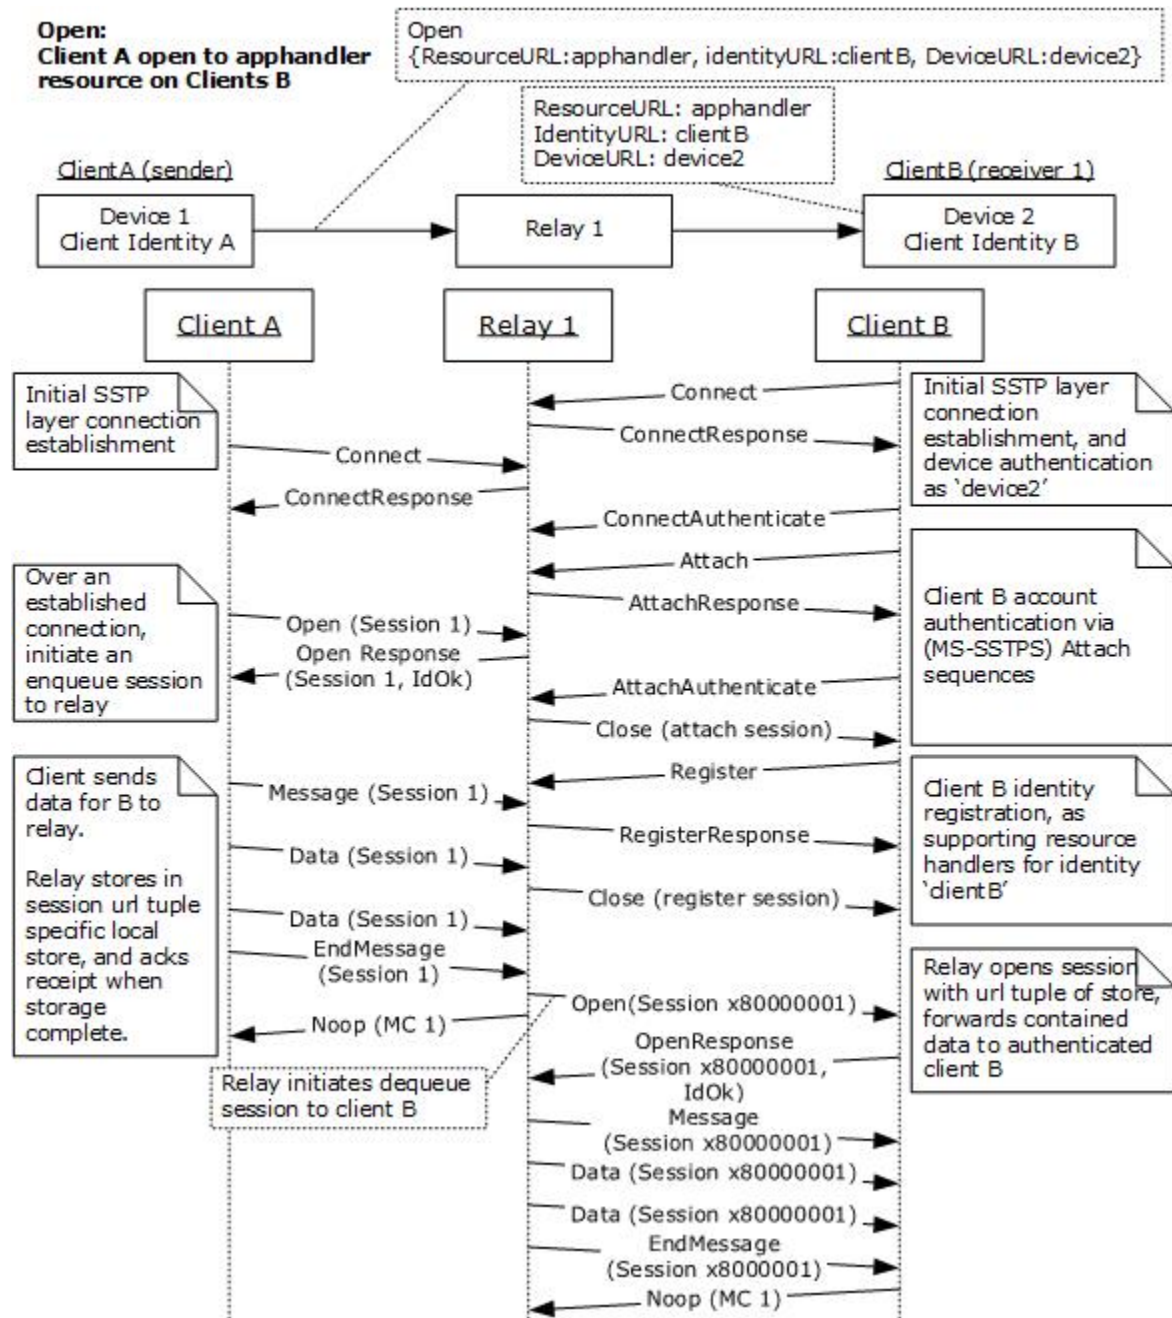 Open:
Client A open to apphandler
resource on Clients B
Open
{ResourceURL:apphandler, identityURL:clientB, DeviceURL:device2}
ResourceURL: apphandler
IdentityURL: clientB
DeviceURL: device2
ClientA (sender)
ClientB (receiver 1)
Device 1
Client Identity A
Relay 1
Device 2
Client Identity B
Client A
Relay 1
Client B
Initial SSTP
layer connection
establishment
Connect
ConnectResponse
Initial SSTP layer
connection
establishment, and
device authentication
as ‘device2’
Connect
ConnectResponse
ConnectAuthenticate
Attach
Over an
established
connection,
initiate an
enqueue session
to relay
AttachResponse
Open (Session 1)
Open Response
(Session 1, IdOk)
Client B account
authentication via
(MS-SSTPS) Attach
sequences
AttachAuthenticate
Close (attach session)
Client sends
data for B to
relay.
Relay stores in
session url tuple
specific local
store, and acks
receipt when
storage
complete.
Register
Message (Session 1)
RegisterResponse
Client B identity
registration, as
supporting resource
handlers for identity
‘clientB’
Data (Session 1)
Close (register session)
Data (Session 1)
EndMessage
(Session 1)
Open(Session x80000001)
Relay opens session
with url tuple of store,
forwards contained
data to authenticated
client B
Noop (MC 1)
OpenResponse
(Session x80000001,
IdOk)
Relay initiates dequeue
session to client B
Message
(Session x80000001)
Data (Session x80000001)
Data (Session x80000001)
EndMessage
(Session x8000001)
Noop (MC 1)